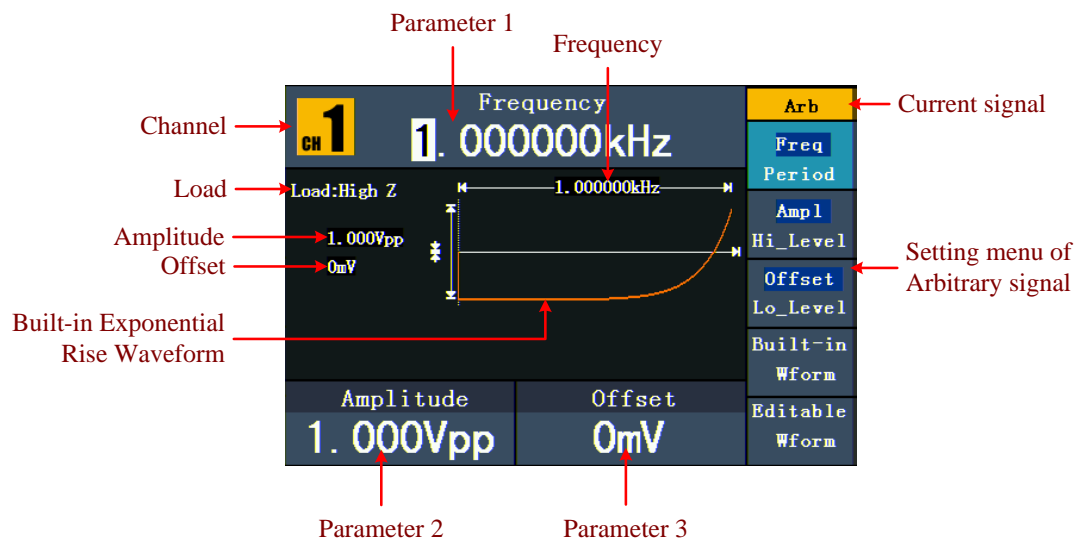 Parameter 1
Frequency
Channel
Load
Amplitude
Offset
Built-in Exponential
Rise Waveform
CH 1
Frequency
1.000000kHz
Load:High Z
1.000000kHz
1.000Vpp
0mV
Amplitude
1.000Vpp
Offset
0mV
Arb
Freq
Period
Ampl
Hi_Level
Offset
Lo_Level
Built-in
Wform
Editable
Wform
Current signal
Setting menu of
Arbitrary signal
Parameter 2
Parameter 3